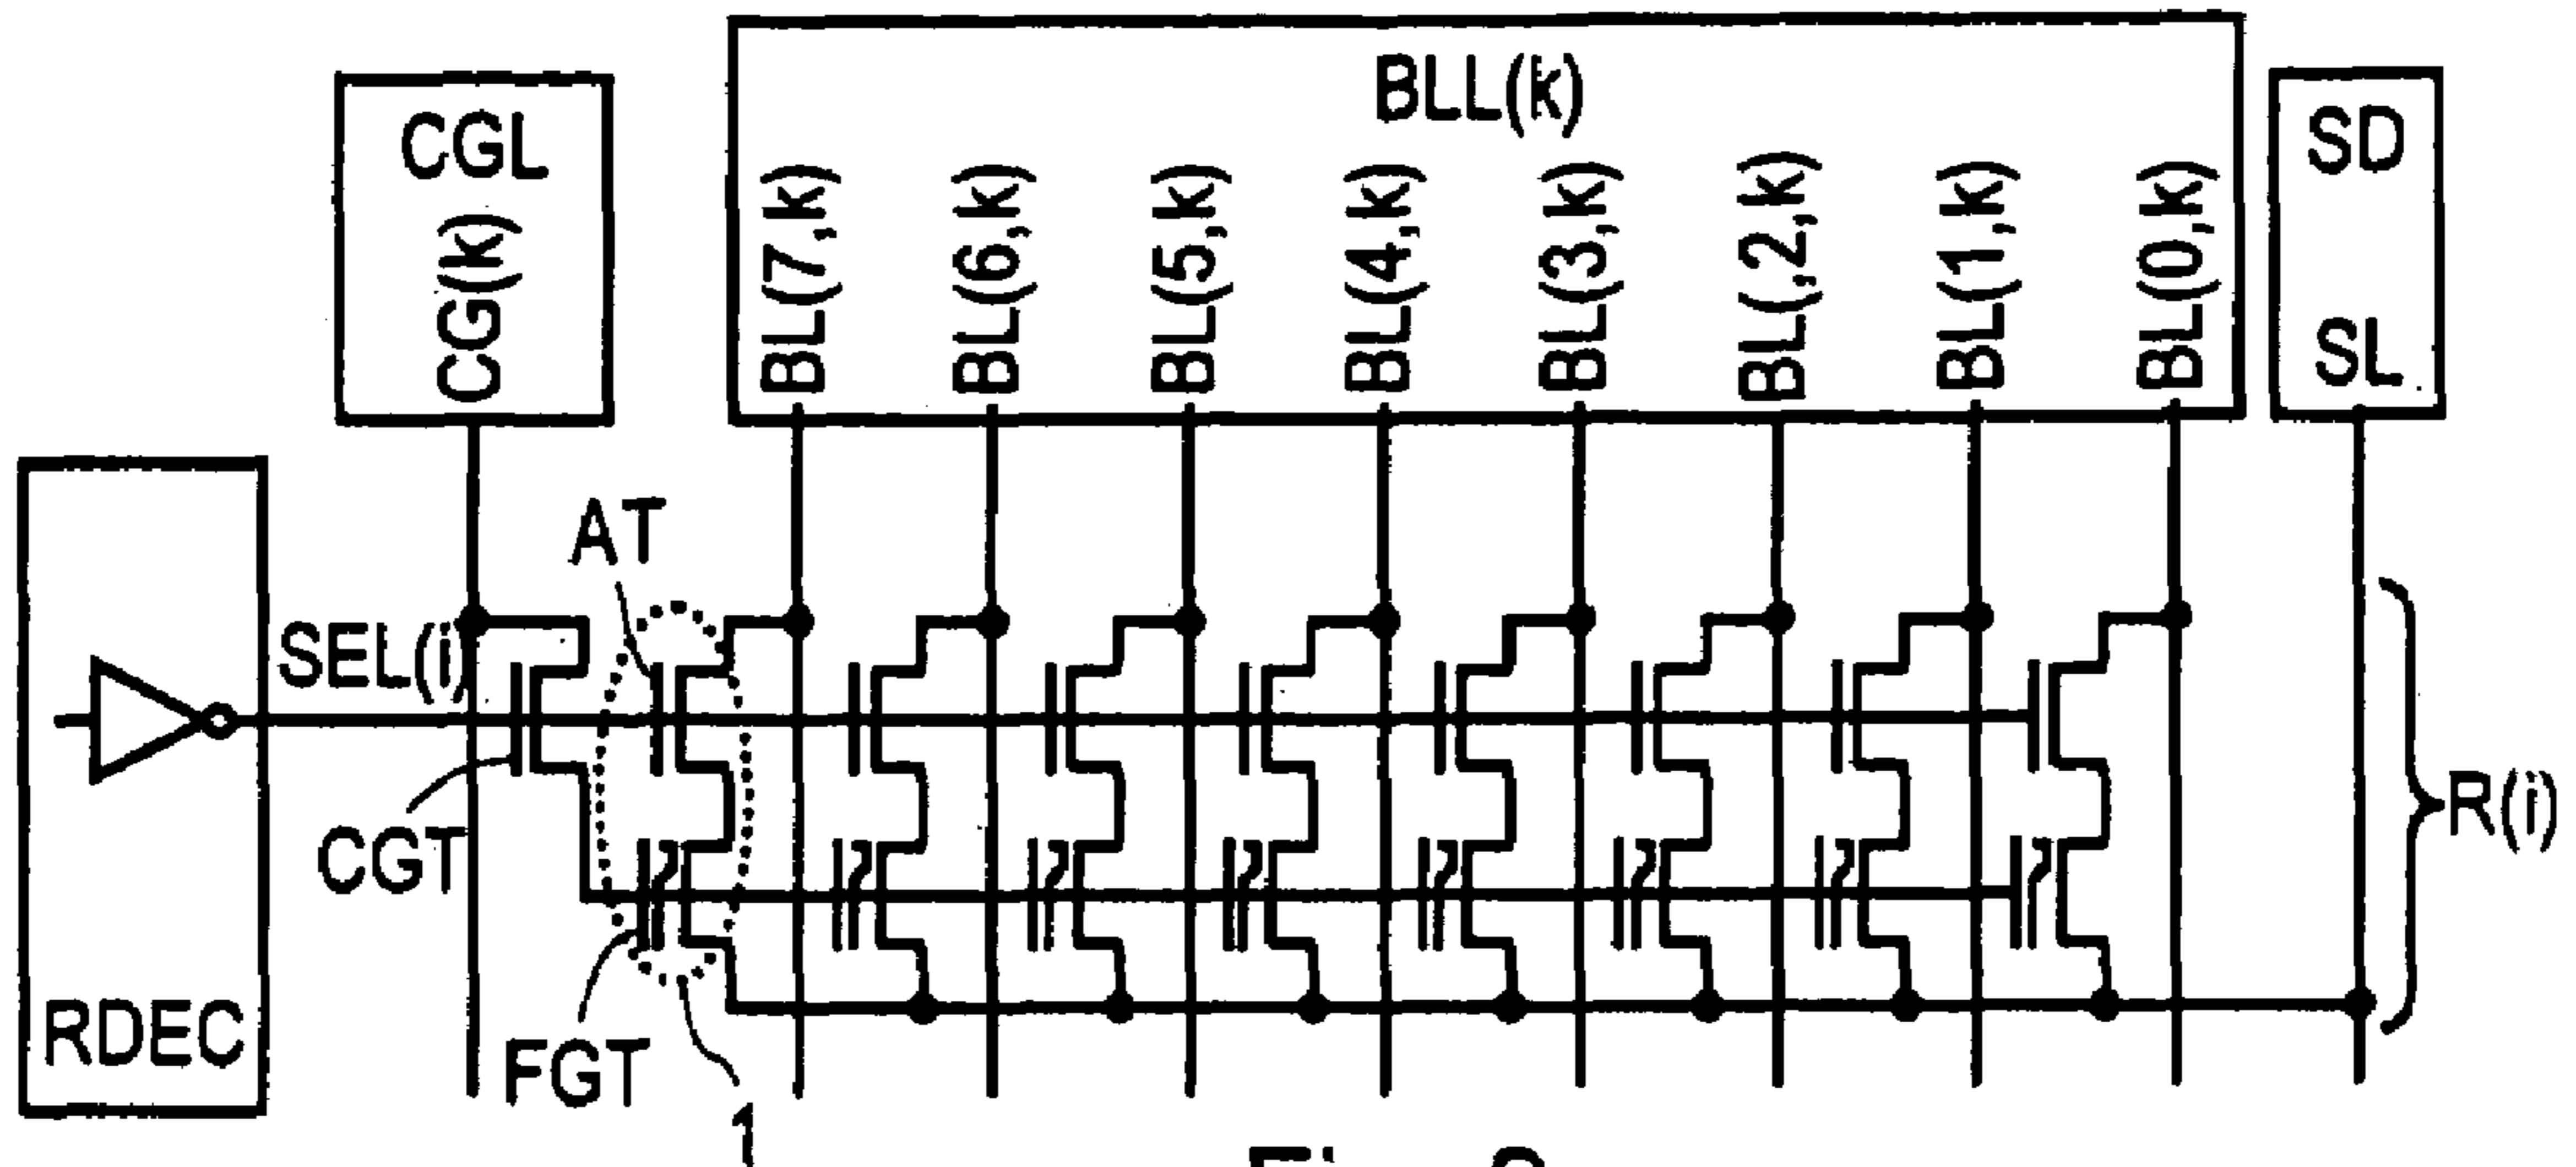 CGL
CG(k)
BLL(k)
BL(7,k)
BL(6,k)
BL(5,k)
BL(4,k)
BL(3,k)
BL(,2,k)
BL(1,k)
BL(0,k)
SD
SL
AT
SEL(i)
CGT
R(i)
RDEC
FGT
1